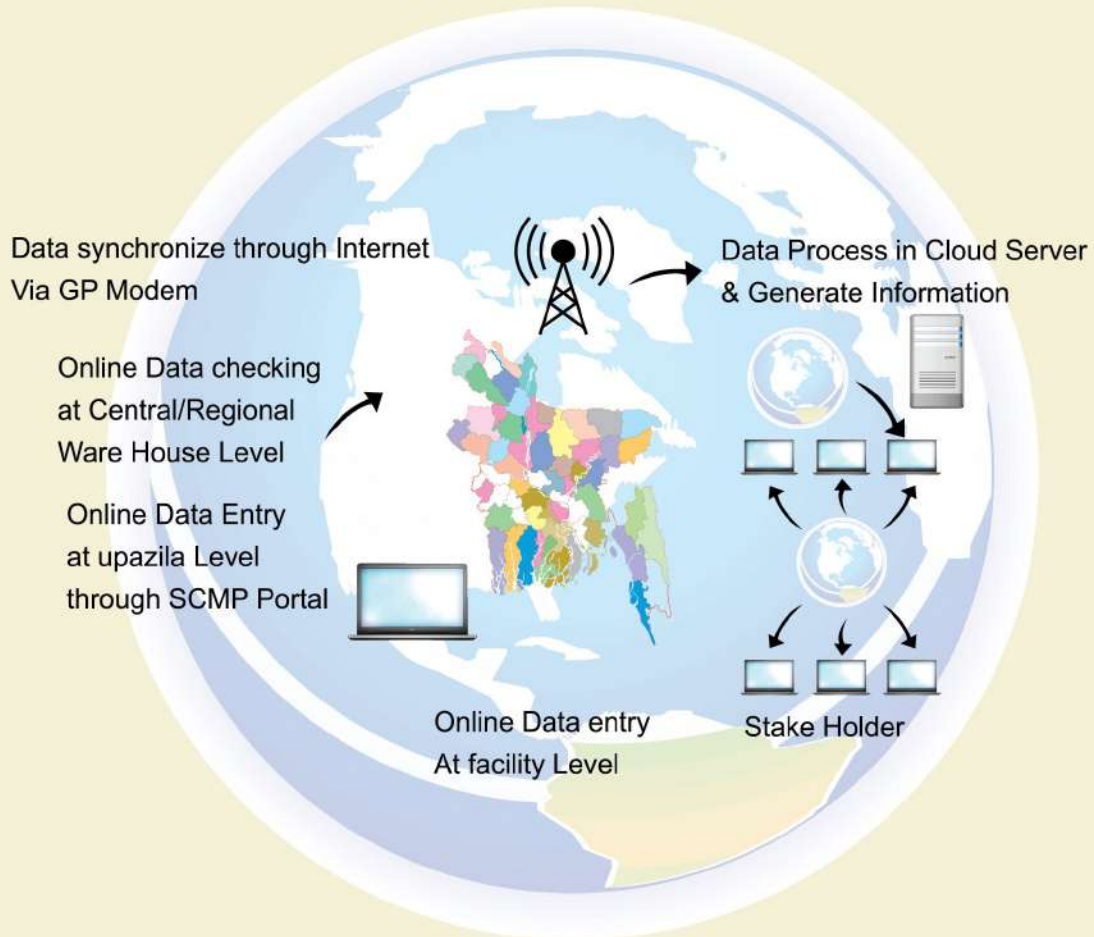 Data synchronize through Internet
Via GP Modem
Data Process in Cloud Server
& Generate Information
Online Data checking
at Central/Regional
Ware House Level
Online Data Entry
at upazila Level
through SCMP Portal
Online Data entry
At facility Level
Stake Holder